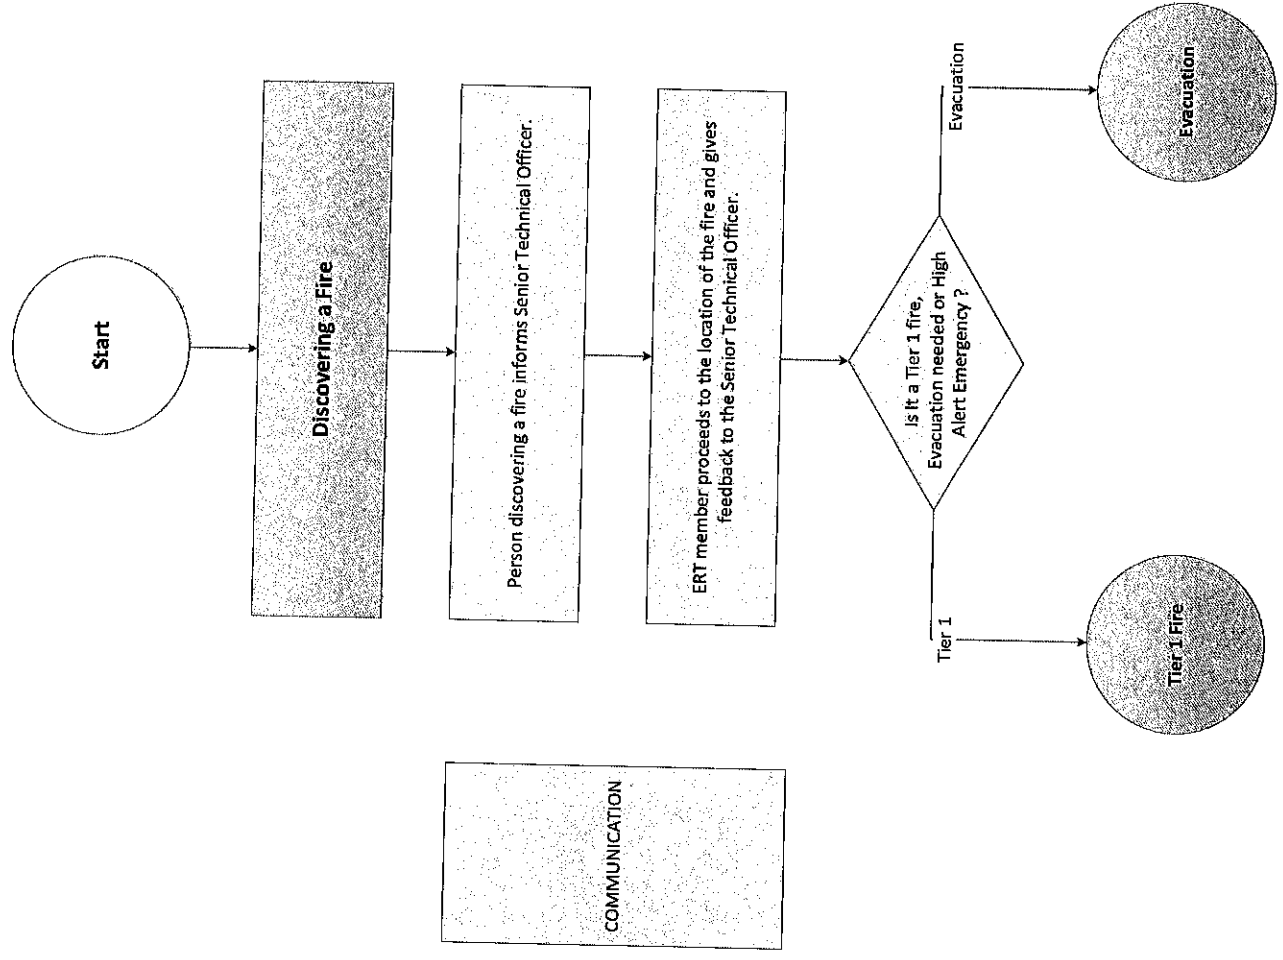 Start
Discovering a Fire
Person discovering a fire informs Senior Technical Officer.
ERT member proceeds to the location of the fire and gives
feedback to the Senior Technical Officer.
COMMUNICATION
Is It a Tier 1 fire,
Evacuation needed or High
Alert Emergency ?
Tier 1
Evacuation
Tier 1 Fire
Evacuation